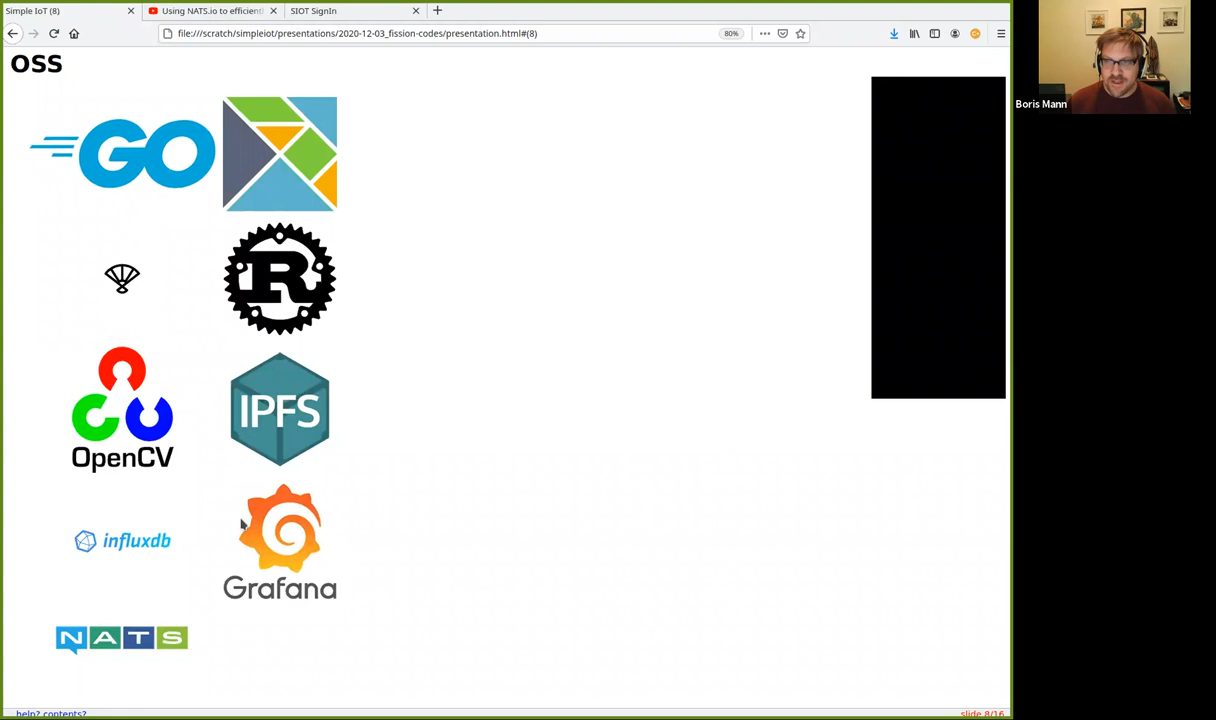 Simple IoT (8)
Using NATS.io to efficient
SIOT SignIn
file:///scratch/simpleiot/presentations/2020-12-03_fission-codes/presentation.html#(8)
80%
OSS
GO
R
OpenCV
IPFS
influxdb
Grafana
NATS
help? contents?
slide 8/16
Boris Mann